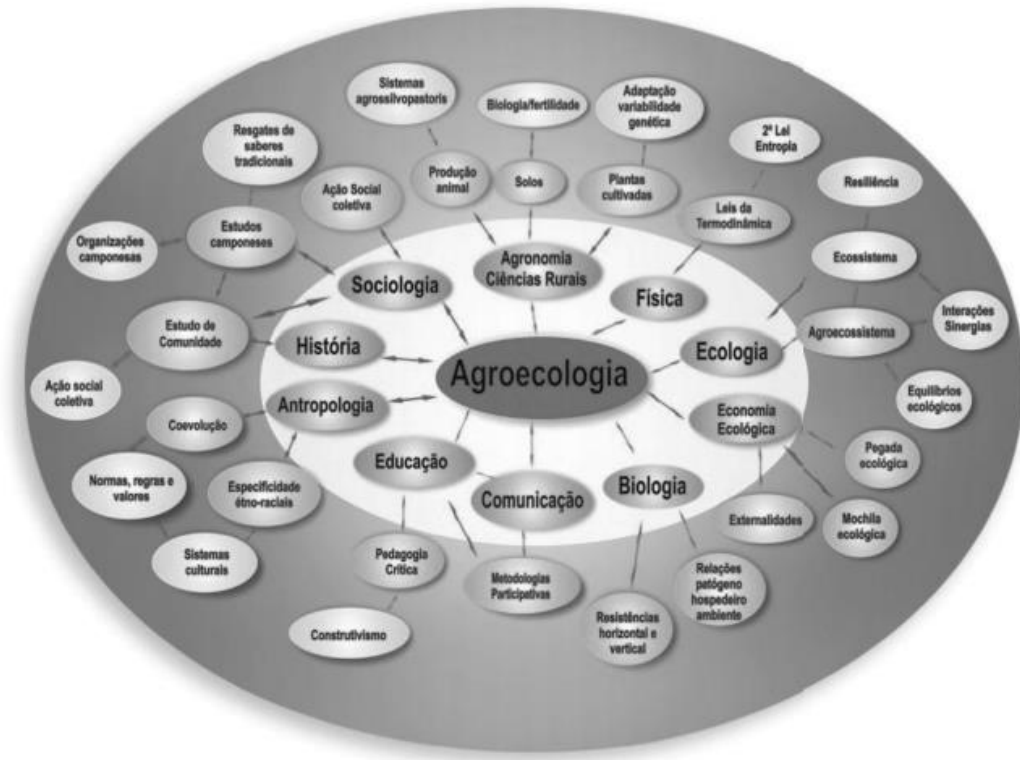 Sistemas
agrossilvopastoris
Biologia/fertilidade
Adaptação
variabilidade
genética
2ª Lei
Entropia
Resgates de
saberes
tradicionais
Ação Social
coletiva
Produção
animal
Solos
Plantas
cultivadas
Leis da
Termodinâmica
Resiliência
Organizações
camponesas
Estudos
camponeses
Sociologia
Agronomia
Ciências Rurais
Física
Ecossistema
Estudo de
Comunidade
História
Agroecologia
Ecologia
Agroecossistema
Interações
Sinergias
Ação social
coletiva
Coevolução
Antropologia
Economia
Ecológica
Equilíbrios
ecológicos
Normas, regras e
valores
Especificidade
étno-raciais
Educação
Comunicação
Biologia
Pegada
ecológica
Externalidades
Mochila
ecológica
Sistemas
culturais
Pedagogia
Crítica
Metodologias
Participativas
Relações
patógeno
hospedeiro
ambiente
Construtivismo
Resistências
horizontal e
vertical